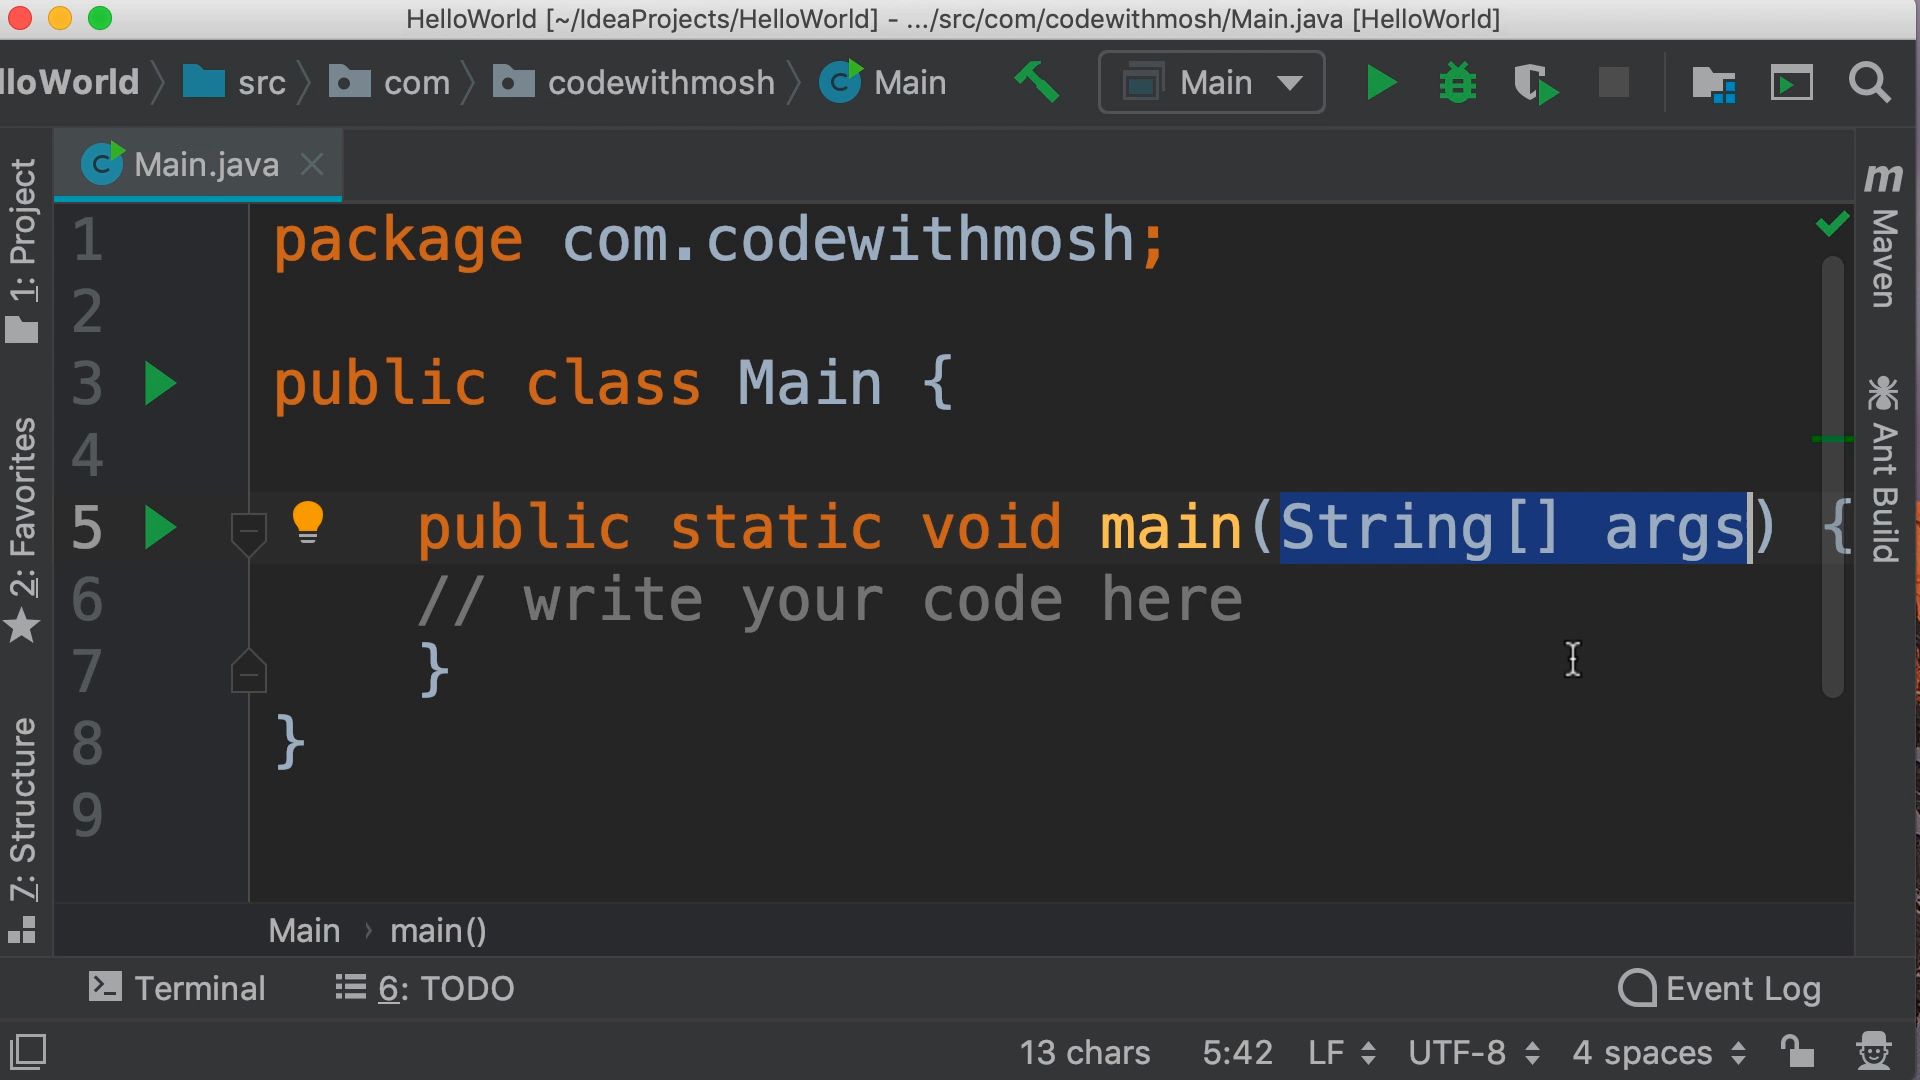 HelloWorld [~/IdeaProjects/HelloWorld] - .../src/com/codewithmosh/Main.java [HelloWorld]
lloWorld src com codewithmosh Main Main
Main.java
1: Project
2: Favorites
7: Structure
1 package com.codewithmosh;
2
3 public class Main {
4
5 public static void main(String[] args) {
6 // write your code here
7 }
8 }
9
m Maven
Ant Build
Main › main()
Terminal 6: TODO Event Log
13 chars 5:42 LF UTF-8 4 spaces